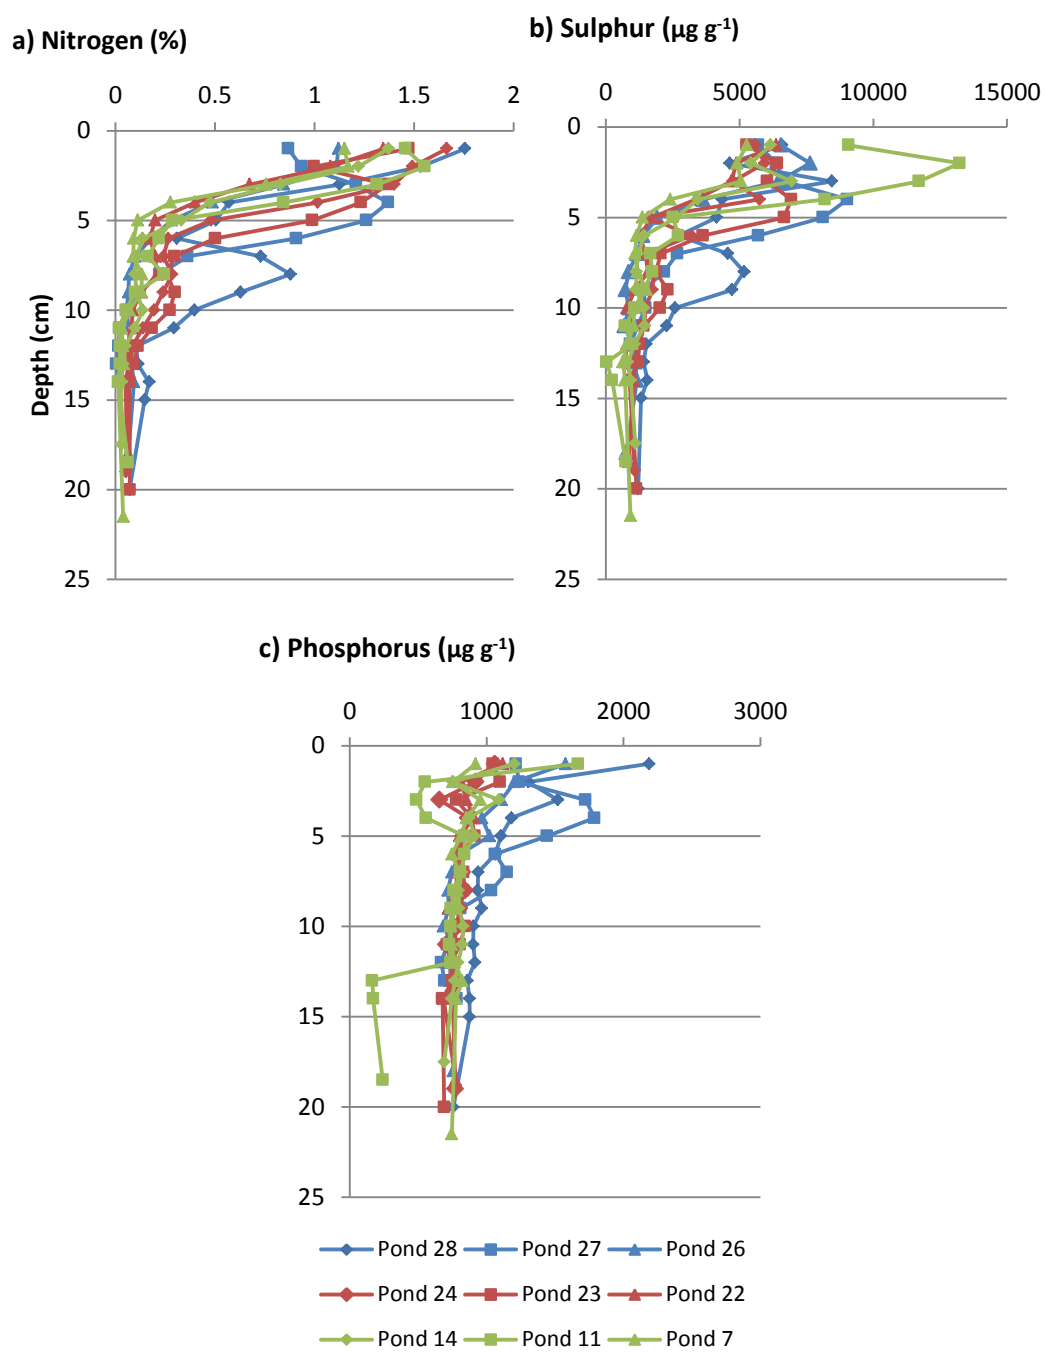 a) Nitrogen (%)
0 0.5 1 1.5 2
0
5
10
15
20
25
Depth (cm)
b) Sulphur (µg g⁻¹)
0 5000 10000 15000
0
5
10
15
20
25
c) Phosphorus (µg g⁻¹)
0 1000 2000 3000
0
5
10
15
20
25
Pond 28 Pond 27 Pond 26
Pond 24 Pond 23 Pond 22
Pond 14 Pond 11 Pond 7